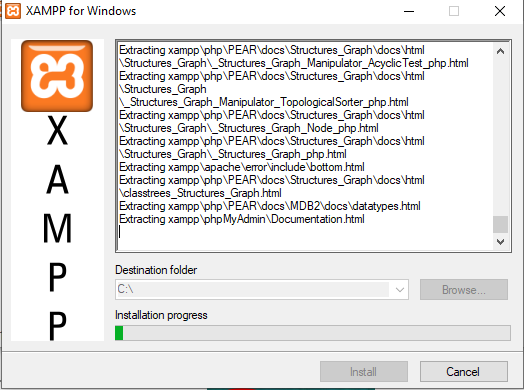 XAMPP for Windows
X
A
M
P
P
Extracting xampp\php\PEAR\docs\Structures_Graph\docs\html
\Structures_Graph\_Structures_Graph_Manipulator_AcyclicTest_php.html
Extracting xampp\php\PEAR\docs\Structures_Graph\docs\html
\Structures_Graph
\_Structures_Graph_Manipulator_TopologicalSorter_php.html
Extracting xampp\php\PEAR\docs\Structures_Graph\docs\html
\Structures_Graph\_Structures_Graph_Node_php.html
Extracting xampp\php\PEAR\docs\Structures_Graph\docs\html
\Structures_Graph\_Structures_Graph_php.html
Extracting xampp\apache\error\include\bottom.html
Extracting xampp\php\PEAR\docs\Structures_Graph\docs\html
\classtrees_Structures_Graph.html
Extracting xampp\php\PEAR\docs\MDB2\docs\datatypes.html
Extracting xampp\phpMyAdmin\Documentation.html
Destination folder
C:\
Browse...
Installation progress
Install
Cancel